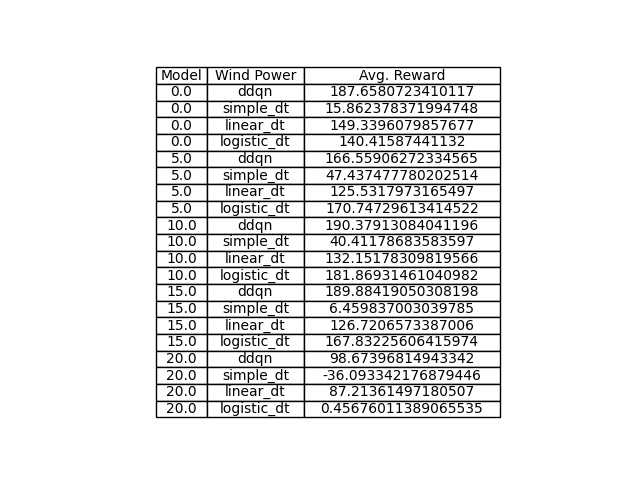 Model Wind Power Avg. Reward
0.0 ddqn 187.6580723410117
0.0 simple_dt 15.862378371994748
0.0 linear_dt 149.3396079857677
0.0 logistic_dt 140.41587441132
5.0 ddqn 166.55906272334565
5.0 simple_dt 47.437477780202514
5.0 linear_dt 125.5317973165497
5.0 logistic_dt 170.74729613414522
10.0 ddqn 190.37913084041196
10.0 simple_dt 40.41178683583597
10.0 linear_dt 132.15178309819566
10.0 logistic_dt 181.86931461040982
15.0 ddqn 189.88419050308198
15.0 simple_dt 6.459837003039785
15.0 linear_dt 126.7206573387006
15.0 logistic_dt 167.83225606415974
20.0 ddqn 98.67396814943342
20.0 simple_dt -36.093342176879446
20.0 linear_dt 87.21361497180507
20.0 logistic_dt 0.45676011389065535